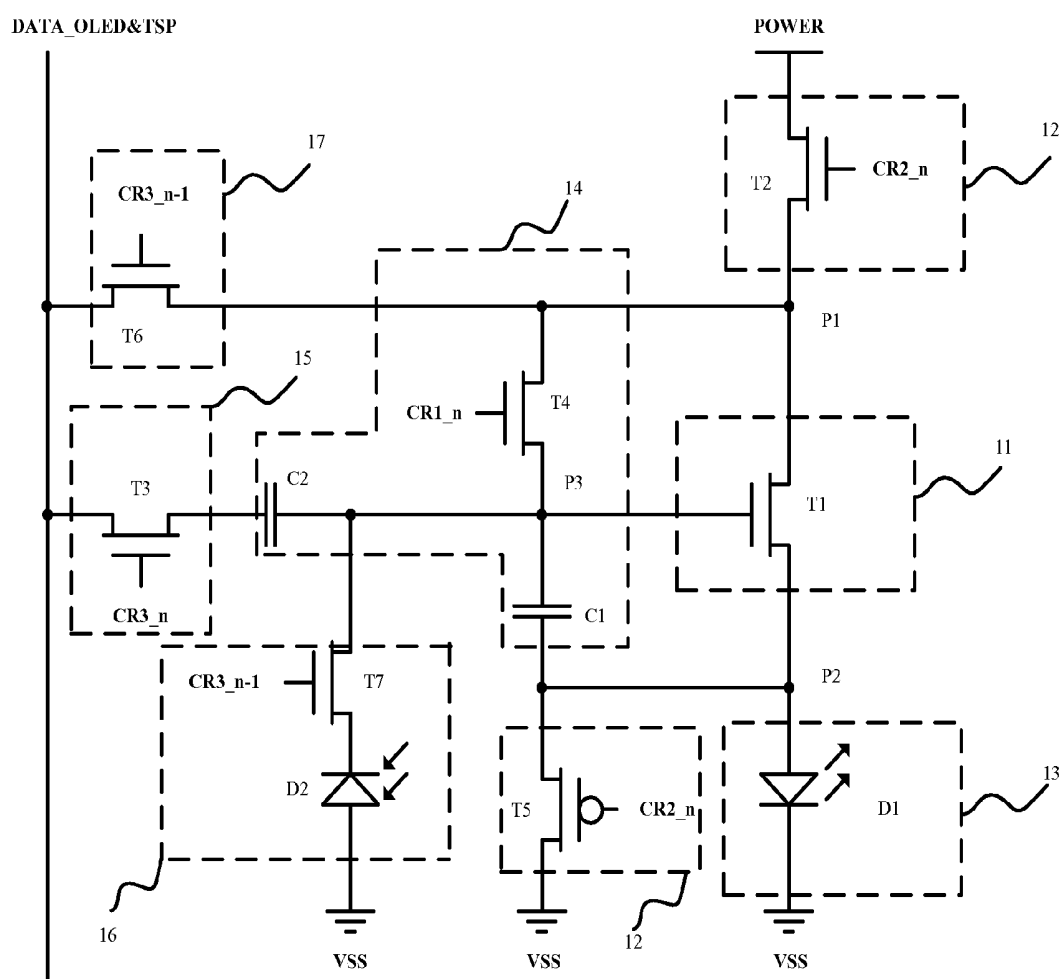 DATA_OLED&TSP
POWER
17
12
CR3_n-1
14
T2
CR2_n
T6
P1
15
CR1_n
T4
11
T3
C2
P3
T1
CR3_n
C1
CR3_n-1
T7
P2
D2
T5
CR2_n
D1
13
16
12
VSS
VSS
VSS